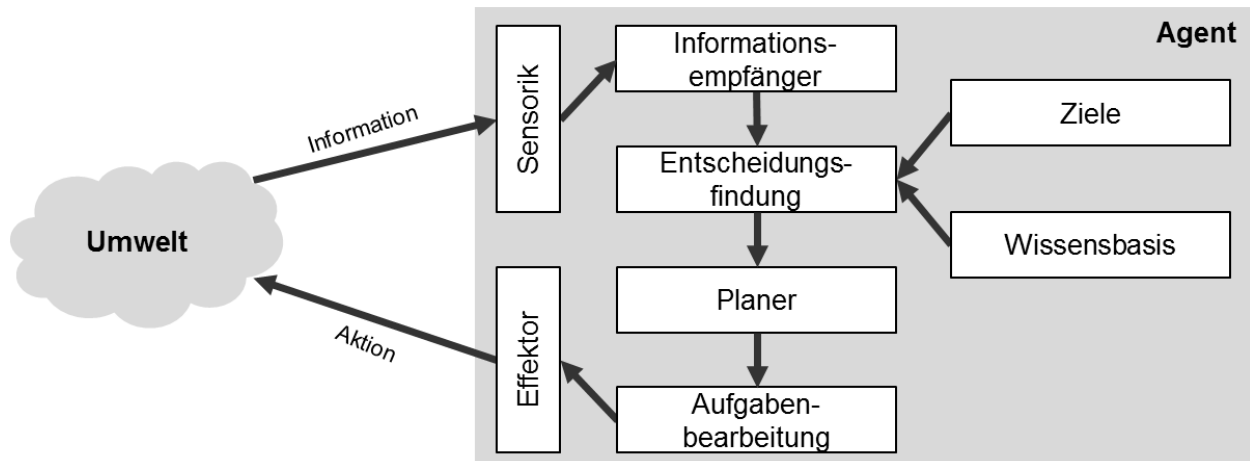 Agent
Informations-
empfänger
Sensorik
Information
Ziele
Entscheidungs-
findung
Umwelt
Wissensbasis
Planer
Effektor
Aktion
Aufgaben-
bearbeitung